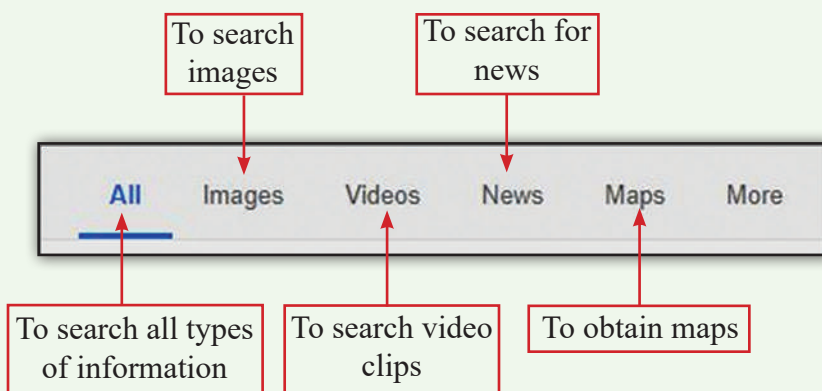 To search
images
To search for
news
All Images Videos News Maps More
To search all types
of information
To search video
clips
To obtain maps